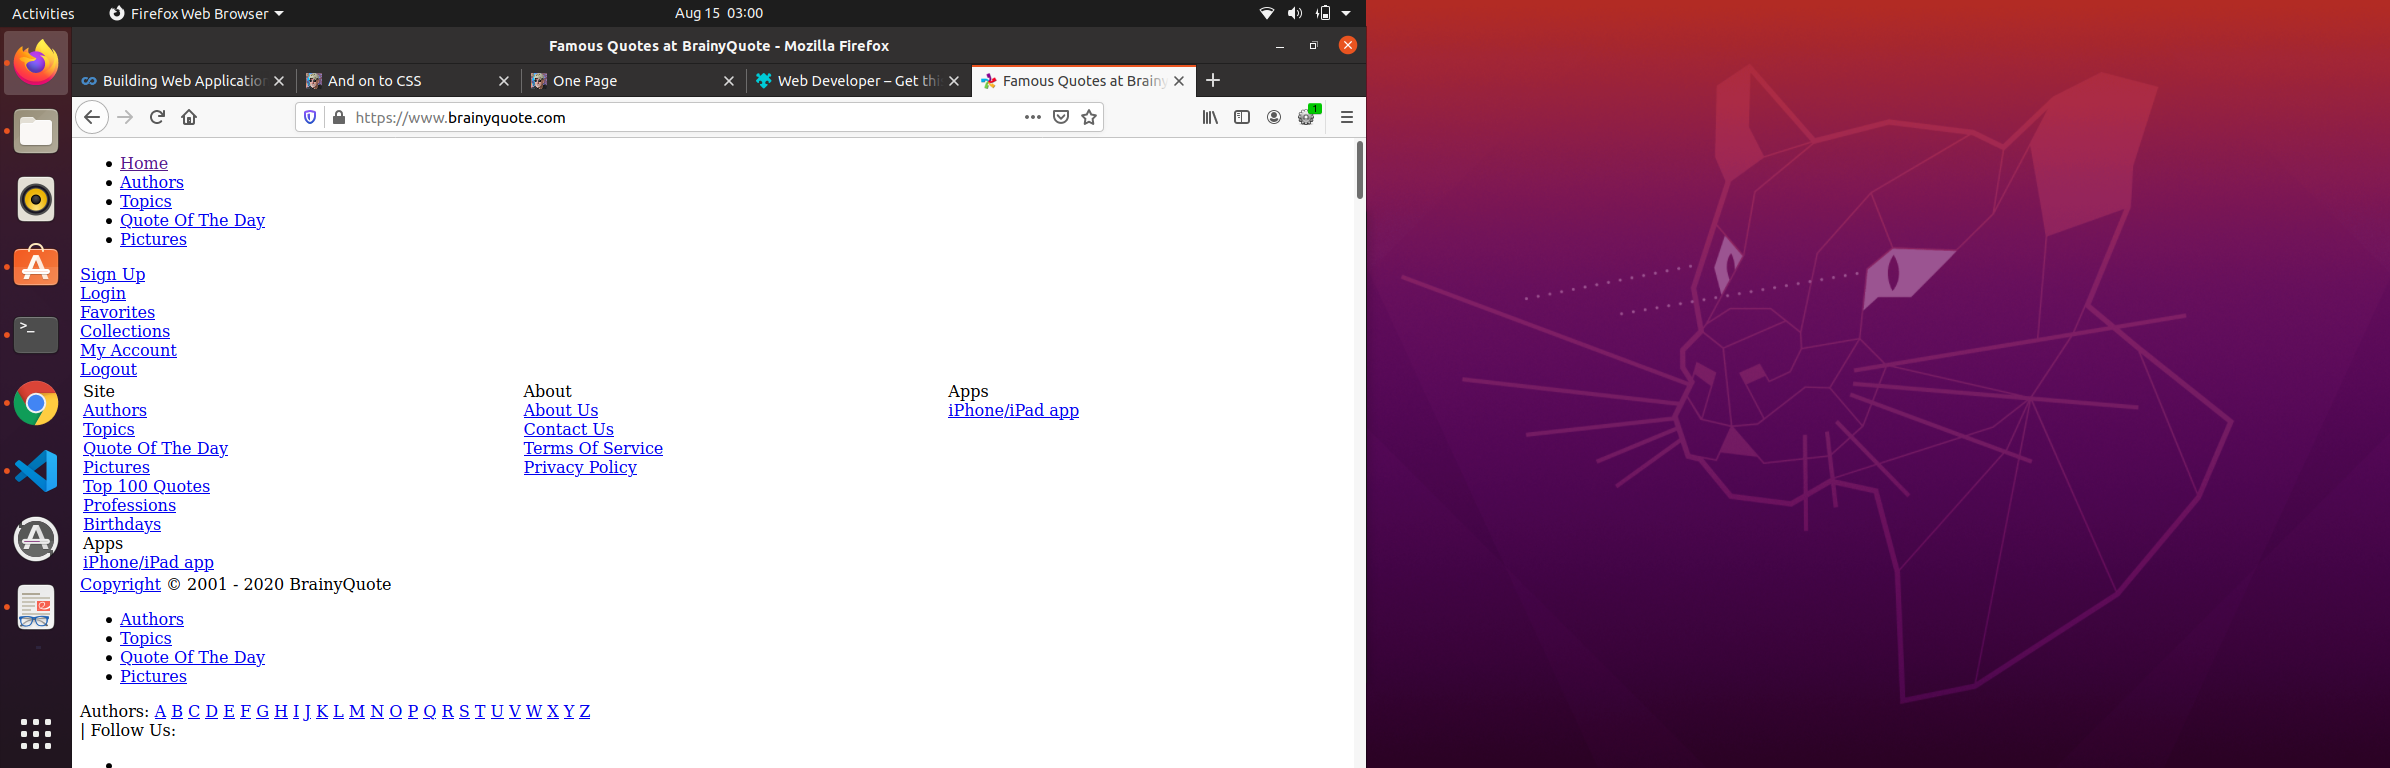 Activities Firefox Web Browser Aug 15 03:00
Famous Quotes at BrainyQuote - Mozilla Firefox
Building Web Application And on to CSS One Page Web Developer – Get th Famous Quotes at Brainy
https://www.brainyquote.com 1
Home
Authors
Topics
Quote Of The Day
Pictures
Sign Up
Login
Favorites
Collections
My Account
Logout
Site About Apps
Authors About Us iPhone/iPad app
Topics Contact Us
Quote Of The Day Terms Of Service
Pictures Privacy Policy
Top 100 Quotes
Professions
Birthdays
Apps
iPhone/iPad app
Copyright © 2001 - 2020 BrainyQuote
Authors
Topics
Quote Of The Day
Pictures
Authors: A B C D E F G H I J K L M N O P Q R S T U V W X Y Z
| Follow Us: